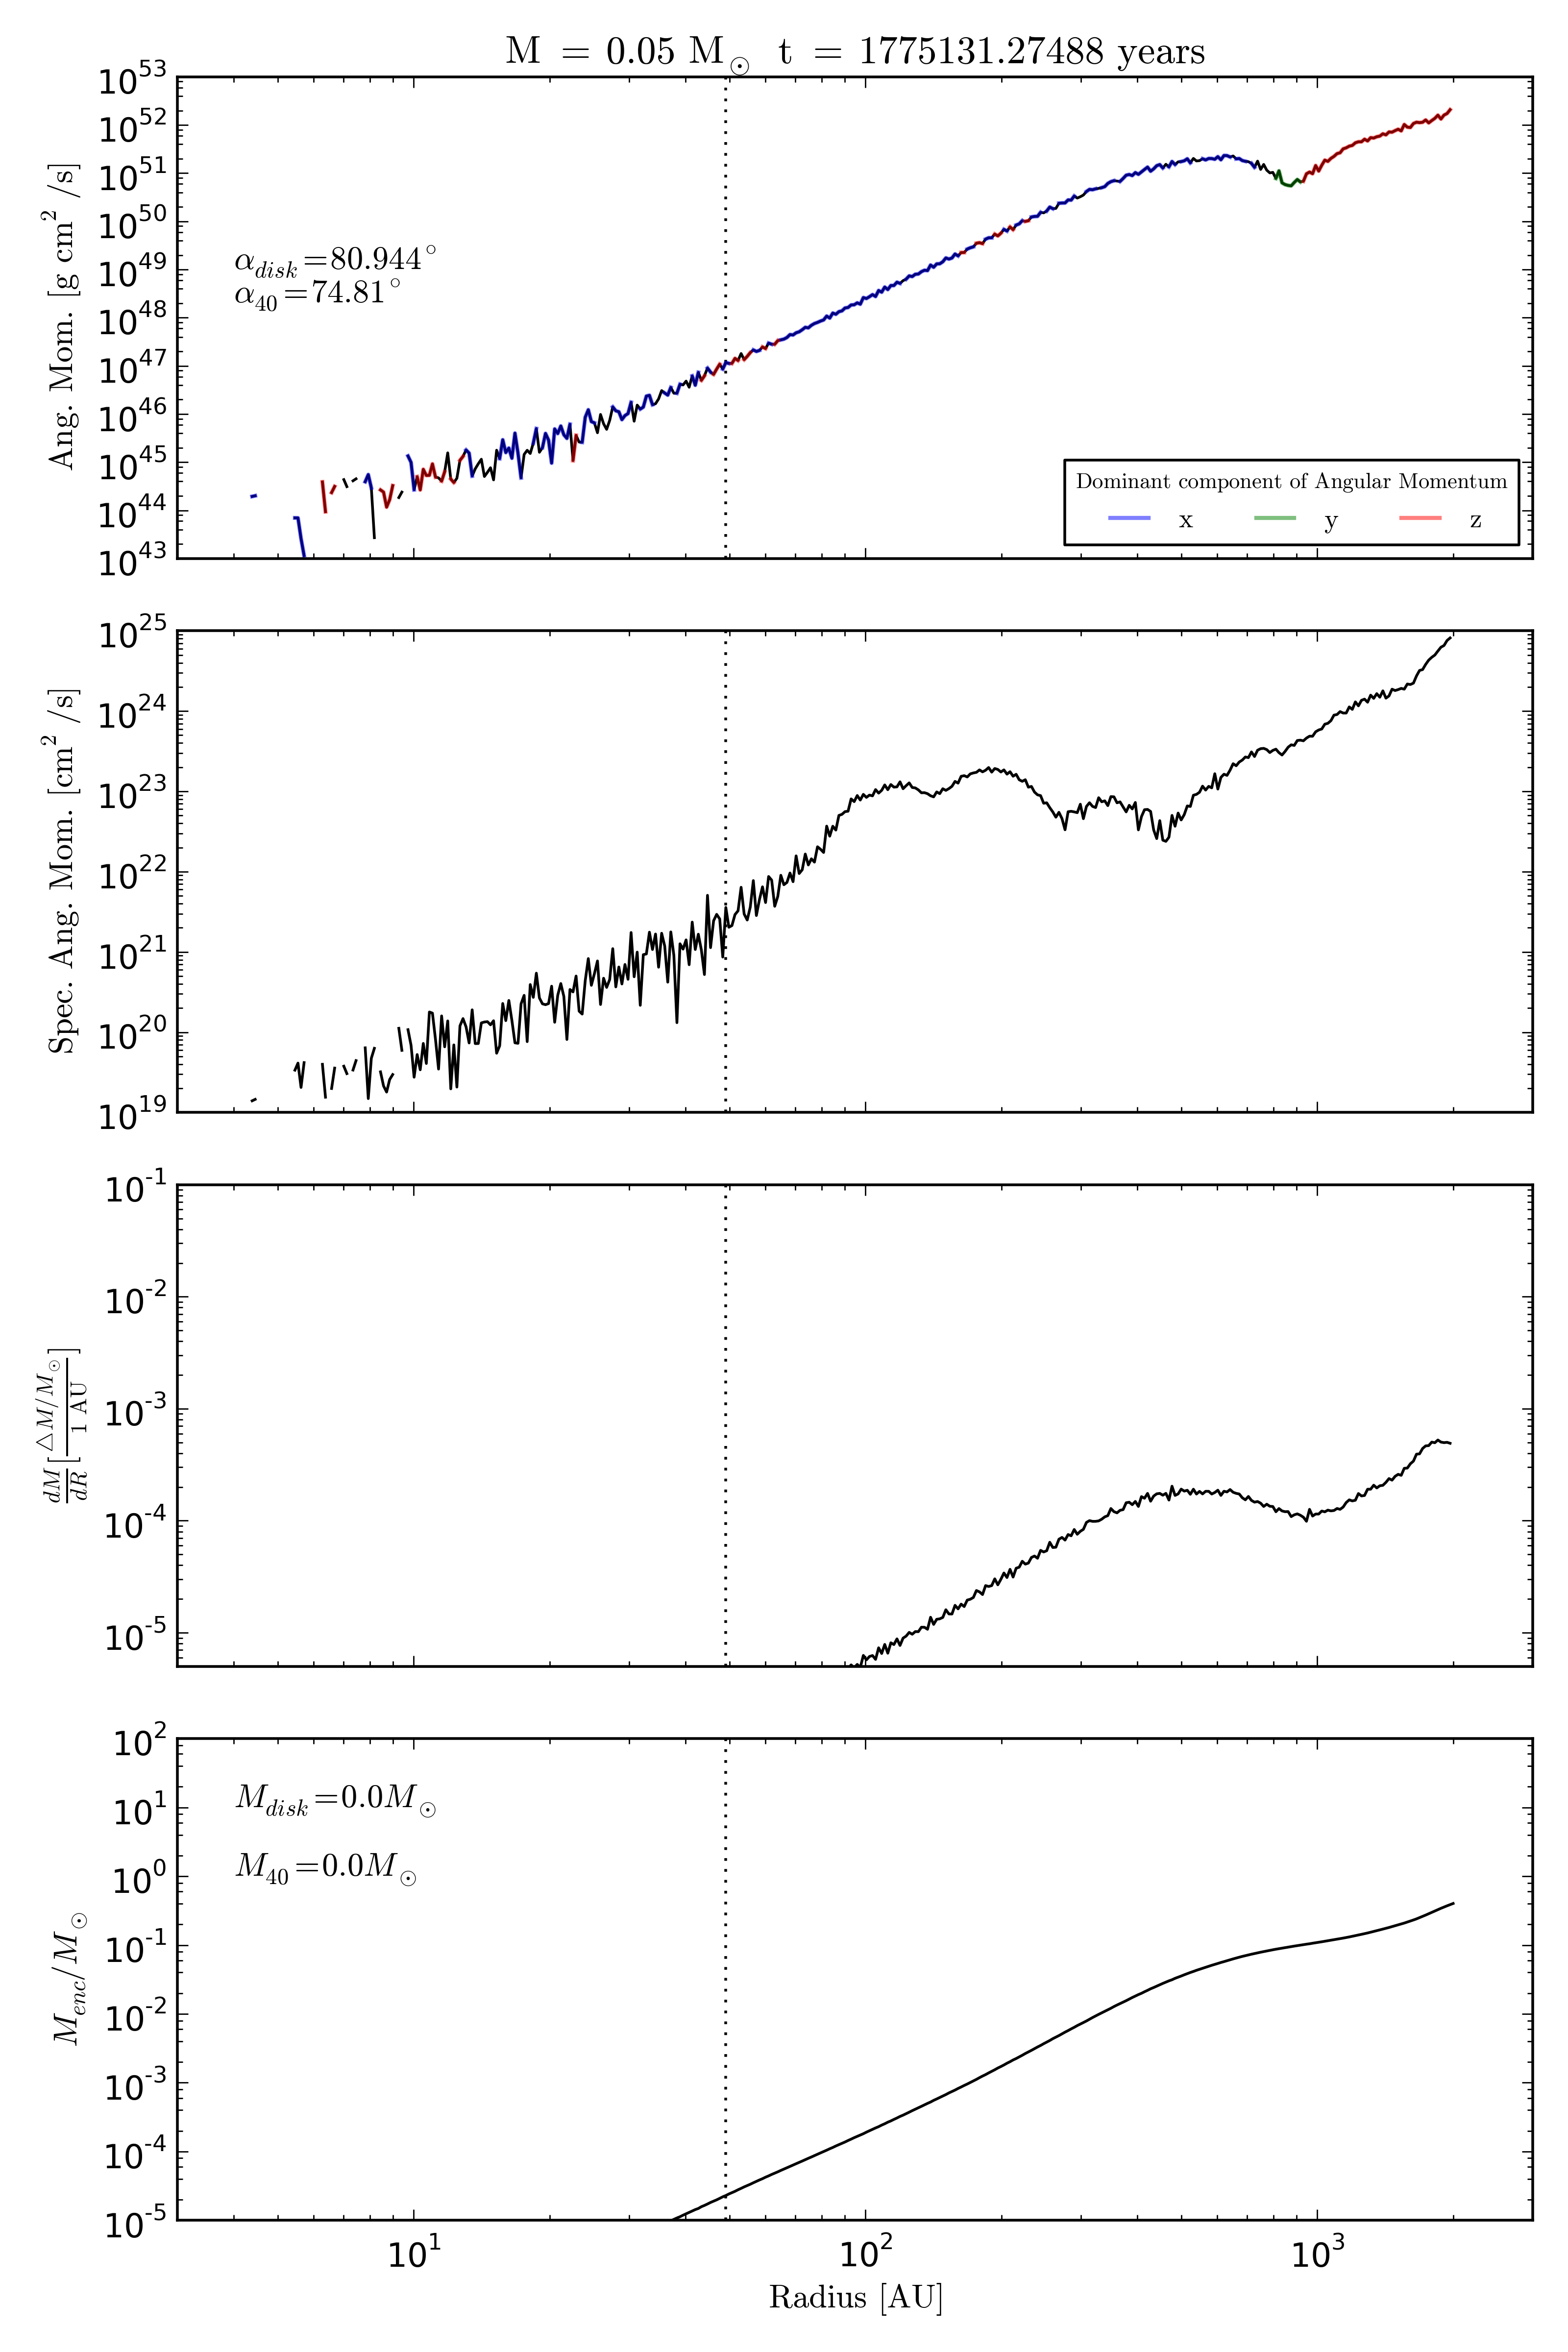 M = 0.05 M⊙ t = 1775131.27488 years
10^53
10^52
10^51
10^50
10^49
10^48
10^47
10^46
10^45
10^44
10^43
Ang. Mom. [g cm^2 /s]
α_disk=80.944°
α_40=74.81°
Dominant component of Angular Momentum
x y z
10^25
10^24
10^23
10^22
10^21
10^20
10^19
Spec. Ang. Mom. [cm^2 /s]
10^-1
10^-2
10^-3
10^-4
10^-5
dM/dR [△M/M⊙ / 1 AU]
10^2
10^1
10^0
10^-1
10^-2
10^-3
10^-4
10^-5
M_enc/M⊙
M_disk=0.0M⊙
M_40=0.0M⊙
10^1 10^2 10^3
Radius [AU]